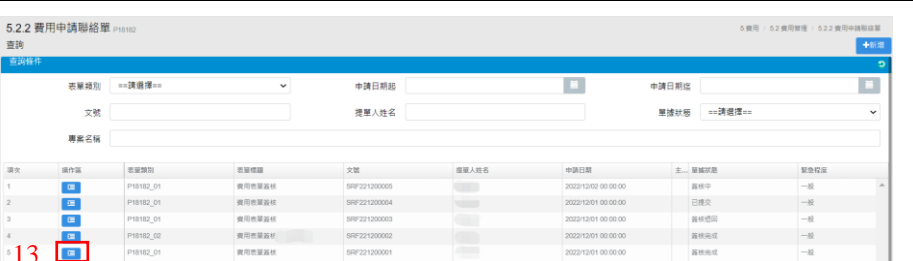 5.2.2 費用申請聯絡單 P18182
5.費用 / 5.2 費用管理 / 5.2.2 費用申請聯絡單
查詢
+新增
查詢條件
表單類別 ==請選擇== 申請日期起 申請日期迄
文號 提單人姓名 單據狀態 ==請選擇==
專案名稱
項次 操作區 表單類別 表單標題 文號 提單人姓名 申請日期 主... 單據狀態 緊急程度
1 P18182_01 費用表單簽核 SRF221200005 2022/12/02 00:00:00 簽核中 一般
2 P18182_01 費用表單簽核 SRF221200004 2022/12/01 00:00:00 已提交 一般
3 P18182_01 費用表單簽核 SRF221200003 2022/12/01 00:00:00 簽核退回 一般
4 P18182_02 費用表單簽核 SRF221200002 2022/12/01 00:00:00 簽核完成 一般
5 P18182_01 費用表單簽核 SRF221200001 2022/12/01 00:00:00 簽核完成 一般
13